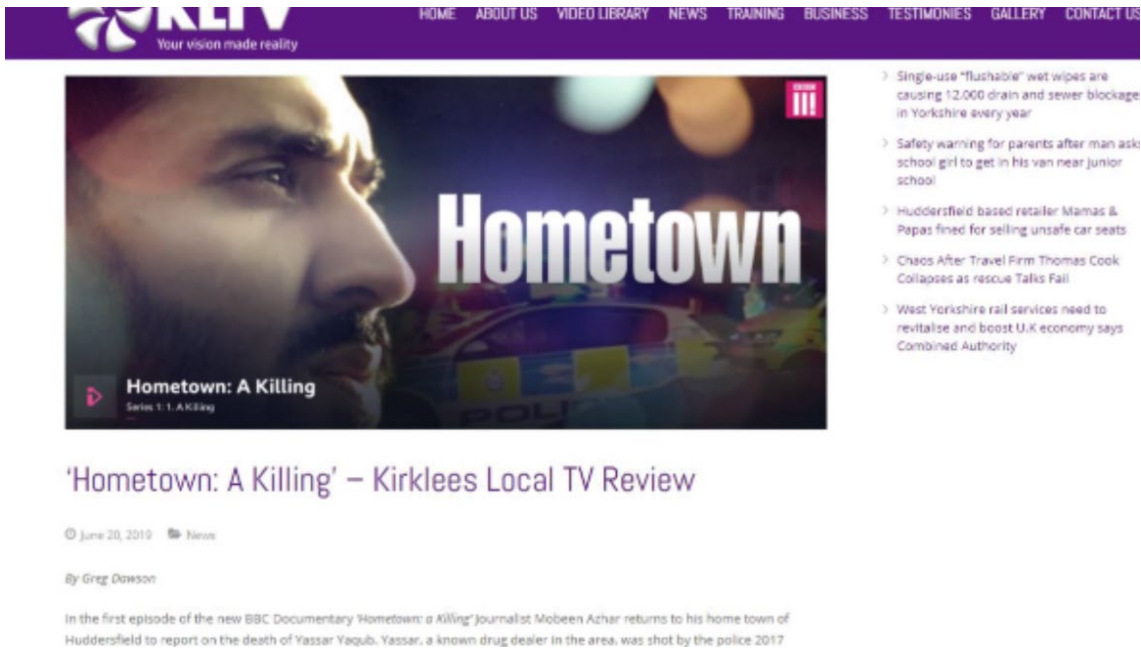 KLTV
Your vision made reality
HOME ABOUT US VIDEO LIBRARY NEWS TRAINING BUSINESS TESTIMONIES GALLERY CONTACT US
BBC
Hometown
POLI
Hometown: A Killing
Series 1: 1. A Killing
Single-use "flushable" wet wipes are
causing 12,000 drain and sewer blockage
in Yorkshire every year
Safety warning for parents after man asks
school girl to get in his van near junior
school
Huddersfield based retailer Mamas &
Papas fined for selling unsafe car seats
Chaos After Travel Firm Thomas Cook
Collapses as rescue Talks Fail
West Yorkshire rail services need to
revitalise and boost U.K economy says
Combined Authority
‘Hometown: A Killing’ – Kirklees Local TV Review
June 20, 2019 News
By Greg Dawson
In the first episode of the new BBC Documentary ‘Hometown: a Killing’ Journalist Mobeen Azhar returns to his home town of
Huddersfield to report on the death of Yassar Yaqub. Yassar, a known drug dealer in the area, was shot by the police 2017